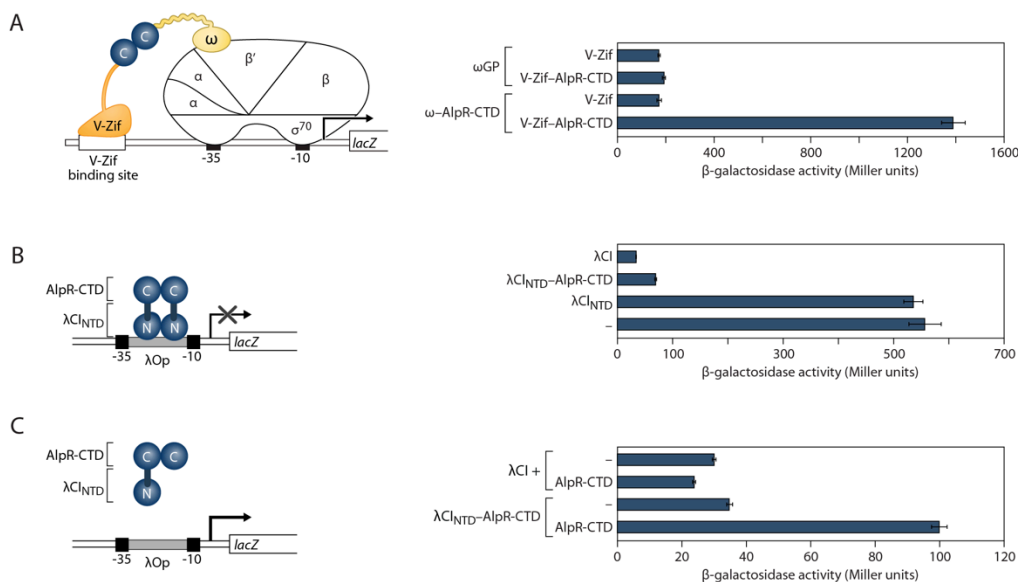 A
C
C
ω
β′
α
β
α
V-Zif
σ70
lacZ
V-Zif
binding site
-35
-10
ωGP
V-Zif
V-Zif–AlpR-CTD
ω–AlpR-CTD
V-Zif
V-Zif–AlpR-CTD
0
400
800
1200
1600
β-galactosidase activity (Miller units)
B
AlpR-CTD
C
C
λCINTD
N
N
-35
λOp
-10
lacZ
λCI
λCINTD–AlpR-CTD
λCINTD
–
0
100
200
300
400
500
600
700
β-galactosidase activity (Miller units)
C
AlpR-CTD
C
C
λCINTD
N
-35
λOp
-10
lacZ
λCI +
–
AlpR-CTD
λCINTD–AlpR-CTD
–
AlpR-CTD
0
20
40
60
80
100
120
β-galactosidase activity (Miller units)